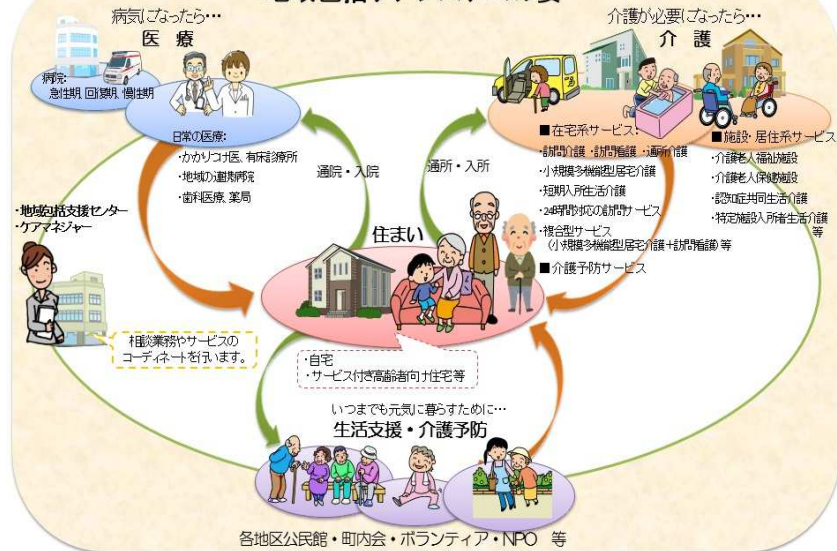 病気になったら…
医 療
病院:
急性期,回復期,慢性期
日常の医療:
・かかりつけ医、有床診療所
・地域の連携病院
・歯科医療、薬局
通院・入院
介護が必要になったら…
介 護
通所・入所
■在宅系サービス:
・訪問介護・訪問看護・通所介護
・小規模多機能型居宅介護
・短期入所生活介護
・24時間対応の訪問サービス
・複合型サービス
(小規模多機能型居宅介護+訪問看護)等
■介護予防サービス
■施設・居住系サービス
・介護老人福祉施設
・介護老人保健施設
・認知症共同生活介護
・特定施設入所者生活介護
等
・地域包括支援センター
・ケアマネジャー
相談業務やサービスの
コーディネートを行います。
住まい
・自宅
・サービス付き高齢者向け住宅等
いつまでも元気に暮らすために…
生活支援・介護予防
各地区公民館・町内会・ボランティア・NPO 等